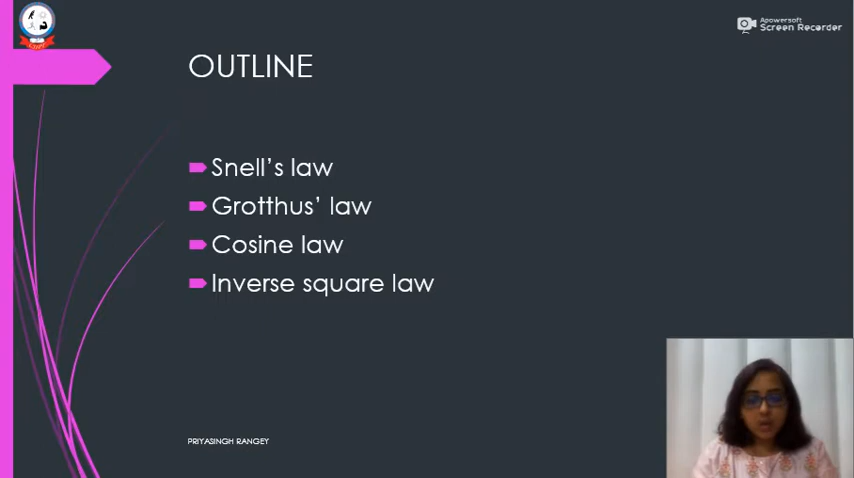 Apowersoft
Screen Recorder
OUTLINE
Snell's law
Grotthus' law
Cosine law
Inverse square law
PRIYASINGH RANGEY